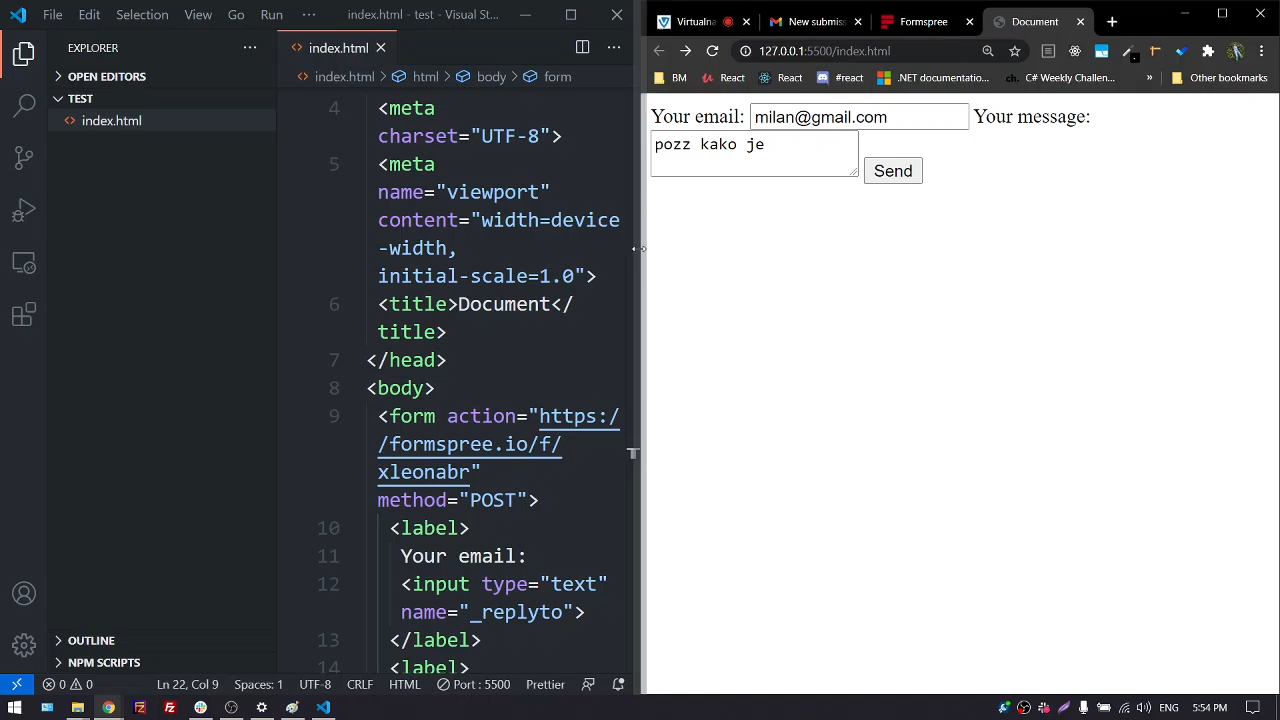 File Edit Selection View Go Run ··· index.html - test - Visual St...
EXPLORER
OPEN EDITORS
TEST
index.html
OUTLINE
NPM SCRIPTS
index.html
index.html > html > body > form
4 <meta
charset="UTF-8">
5 <meta
name="viewport"
content="width=device
-width,
initial-scale=1.0">
6 <title>Document</
title>
7 </head>
8 <body>
9 <form action="https:/
/formspree.io/f/
xleonabr"
method="POST">
10 <label>
11 Your email:
12 <input type="text"
name="_replyto">
13 </label>
14 <label>
0 0 Ln 22, Col 9 Spaces: 1 UTF-8 CRLF HTML Port : 5500 Prettier
Virtualna New submiss Formspree Document
127.0.0.1:5500/index.html
BM React React #react .NET documentatio... ch. C# Weekly Challen... » Other bookmarks
Your email: milan@gmail.com Your message:
pozz kako je
Send
ENG 5:54 PM